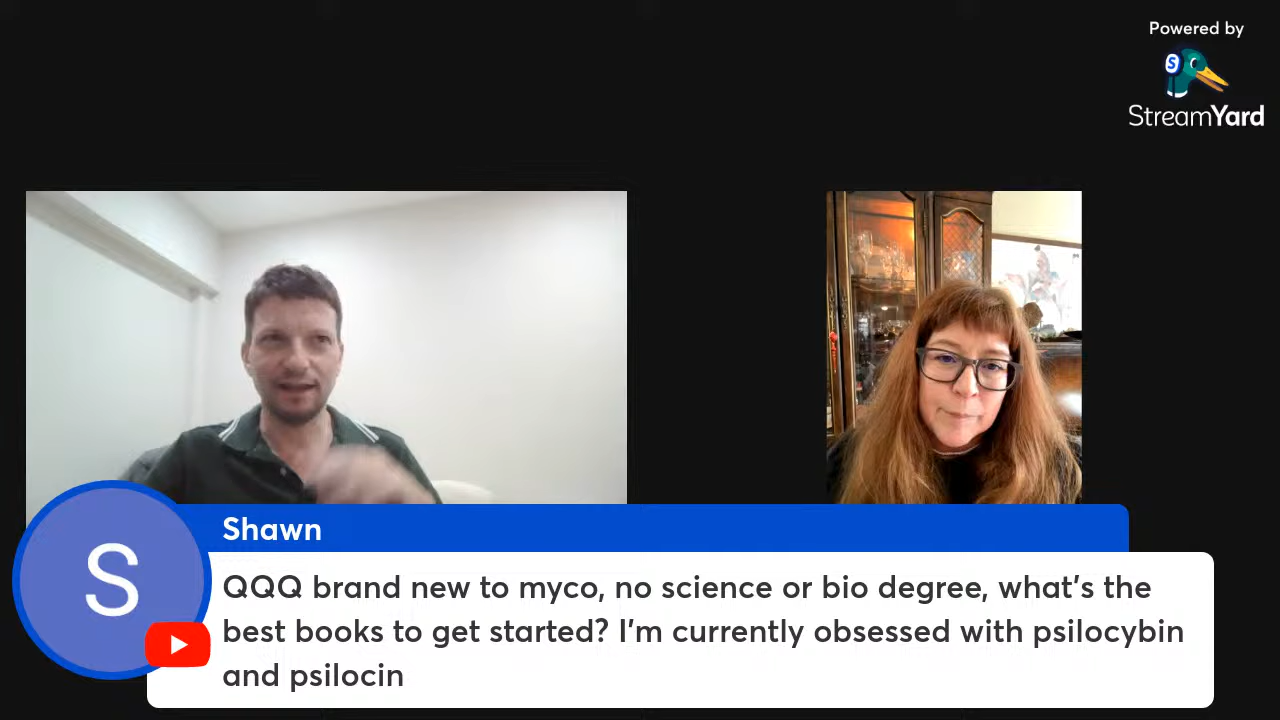 Powered by
S
StreamYard
Shawn
S
QQQ brand new to myco, no science or bio degree, what's the
best books to get started? I'm currently obsessed with psilocybin
and psilocin